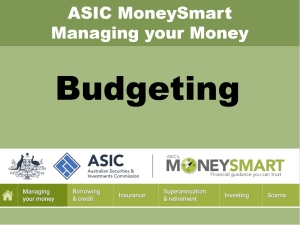 ASIC MoneySmart
Managing your Money
Budgeting
ASIC
Australian Securities &
Investments Commission
ASIC's
MONEYSMART
Financial guidance you can trust
Managing
your money
Borrowing
& credit
Insurance
Superannuation
& retirement
Investing
Scams